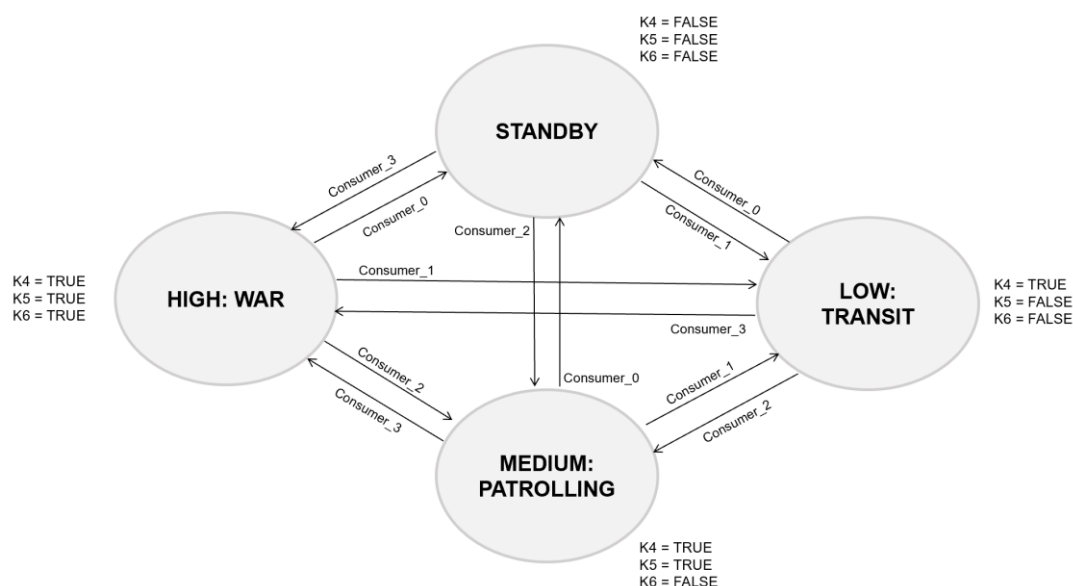 K4 = FALSE
K5 = FALSE
K6 = FALSE
STANDBY
Consumer_3
Consumer_0
Consumer_0
Consumer_1
Consumer_2
K4 = TRUE
K5 = TRUE
K6 = TRUE
HIGH: WAR
Consumer_1
Consumer_3
LOW:
TRANSIT
K4 = TRUE
K5 = FALSE
K6 = FALSE
Consumer_2
Consumer_3
Consumer_0
Consumer_1
Consumer_2
MEDIUM:
PATROLLING
K4 = TRUE
K5 = TRUE
K6 = FALSE